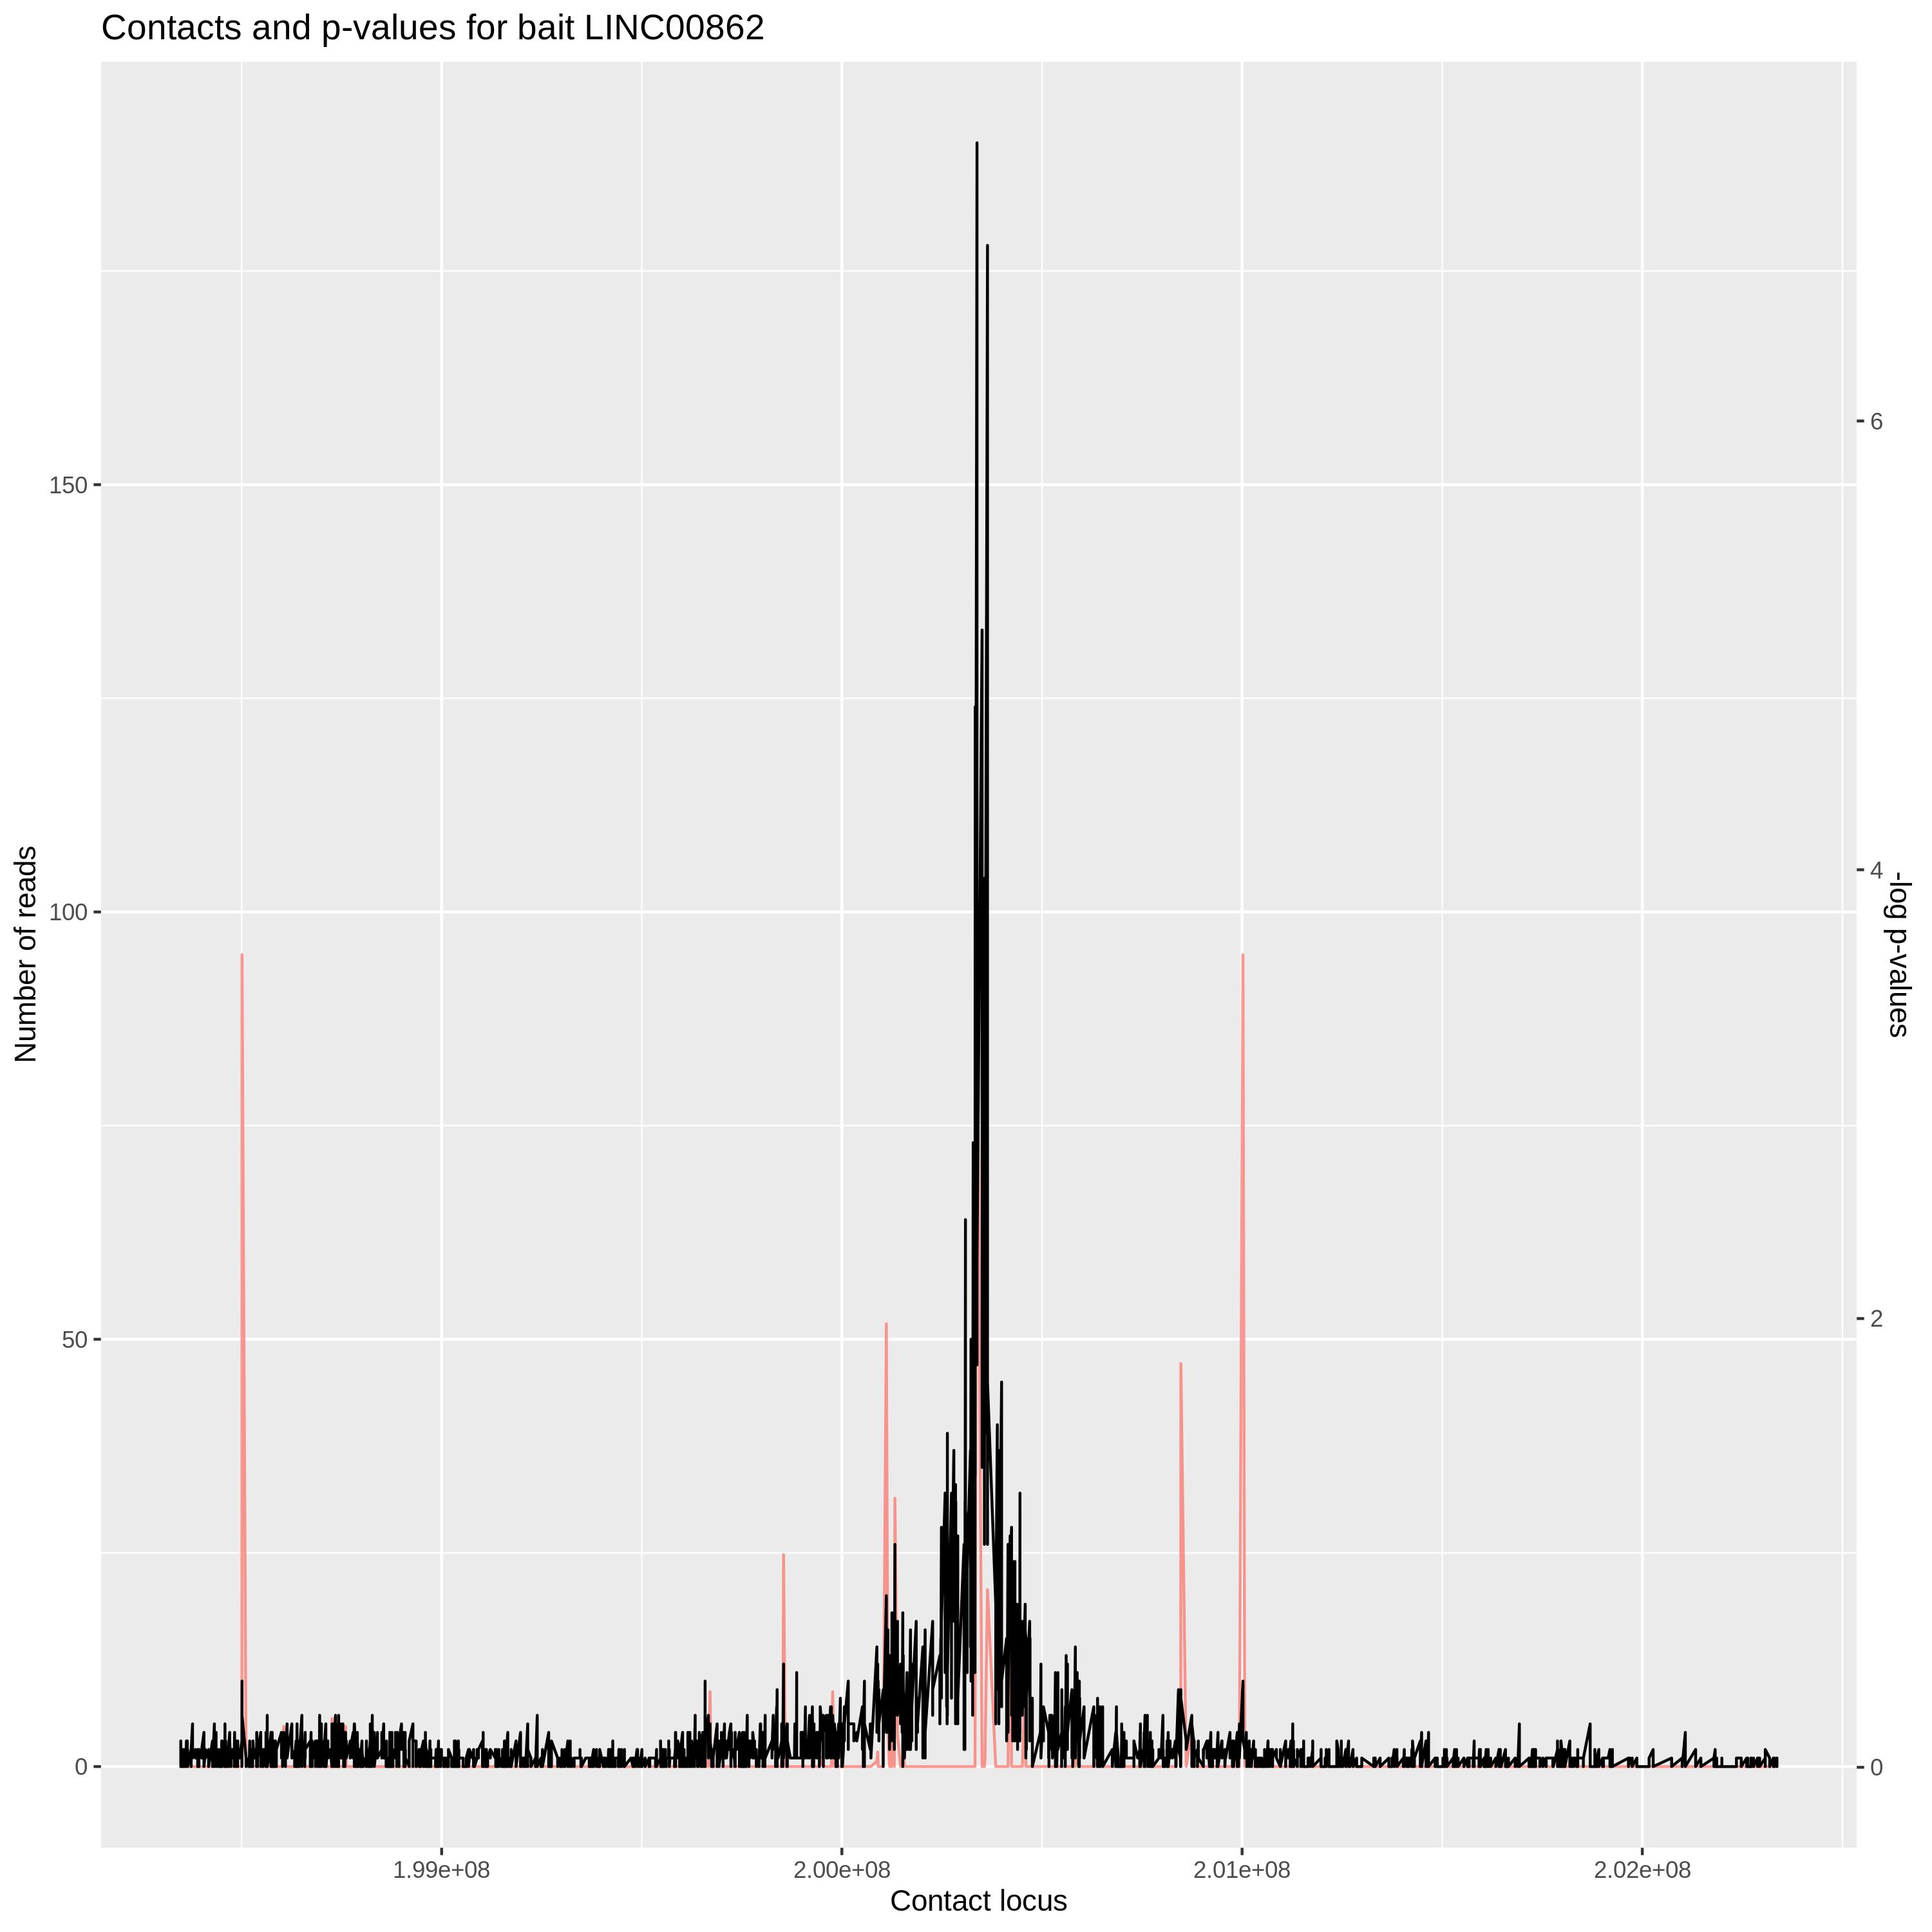 Contacts and p-values for bait LINC00862
Number of reads
150
100
50
0
6
4
2
0
-log p-values
1.99e+08
2.00e+08
2.01e+08
2.02e+08
Contact locus